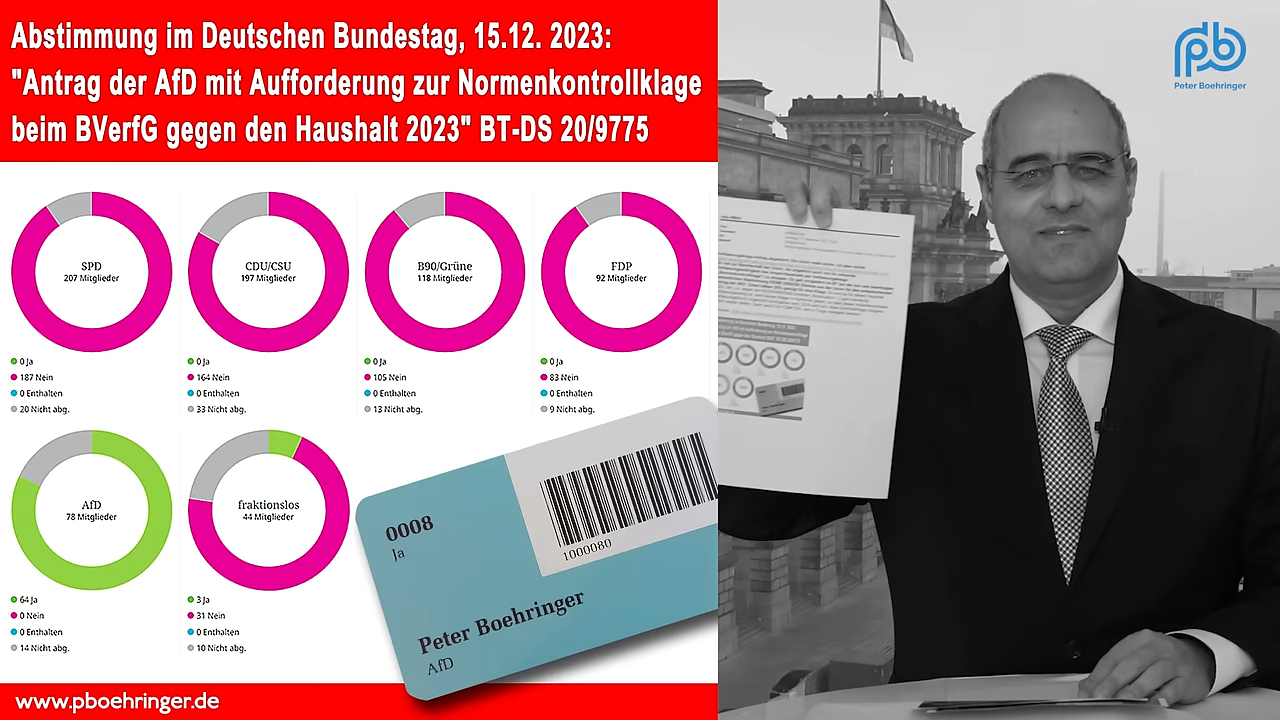 Abstimmung im Deutschen Bundestag, 15.12. 2023:
"Antrag der AfD mit Aufforderung zur Normenkontrollklage
beim BVerfG gegen den Haushalt 2023" BT-DS 20/9775
pb
Peter Boehringer
SPD
207 Mitglieder
0 Ja
187 Nein
0 Enthalten
20 Nicht abg.
CDU/CSU
197 Mitglieder
0 Ja
164 Nein
0 Enthalten
33 Nicht abg.
B90/Grüne
118 Mitglieder
0 Ja
105 Nein
0 Enthalten
13 Nicht abg.
FDP
92 Mitglieder
0 Ja
83 Nein
0 Enthalten
9 Nicht abg.
AfD
78 Mitglieder
64 Ja
0 Nein
0 Enthalten
14 Nicht abg.
fraktionslos
44 Mitglieder
3 Ja
31 Nein
0 Enthalten
10 Nicht abg.
0008
Ja
1000080
Peter Boehringer
AfD
www.pboehringer.de